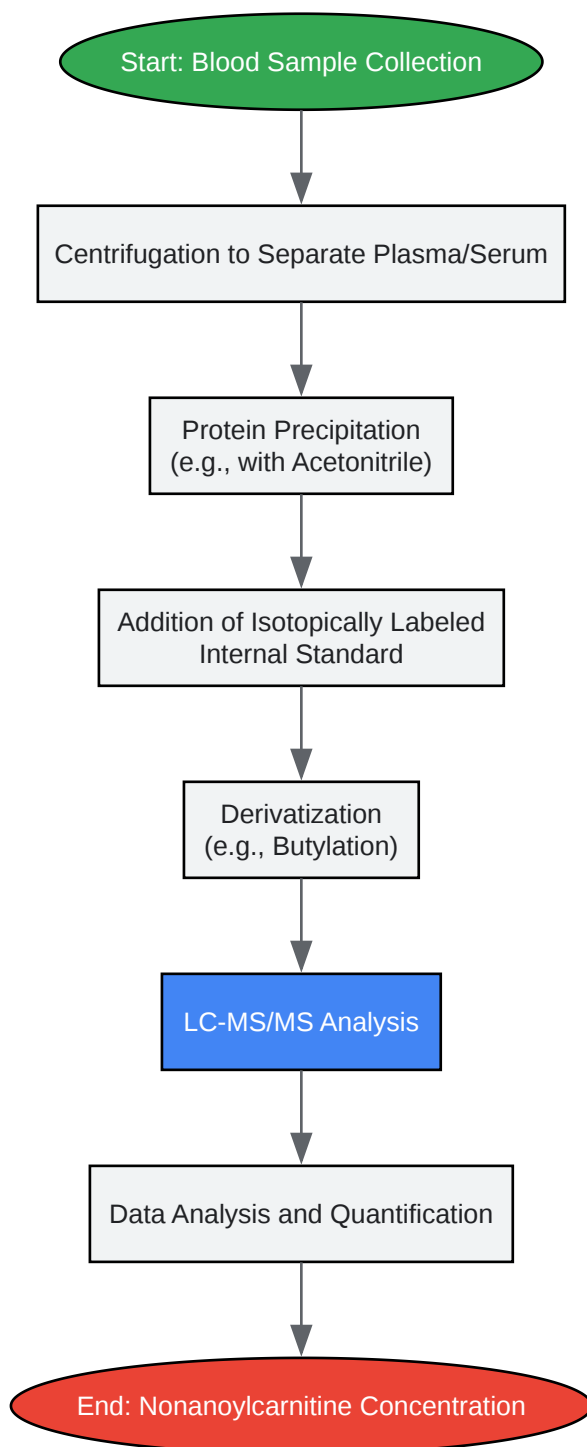 Start: Blood Sample Collection
Centrifugation to Separate Plasma/Serum
Protein Precipitation
(e.g., with Acetonitrile)
Addition of Isotopically Labeled
Internal Standard
Derivatization
(e.g., Butylation)
LC-MS/MS Analysis
Data Analysis and Quantification
End: Nonanoylcarnitine Concentration